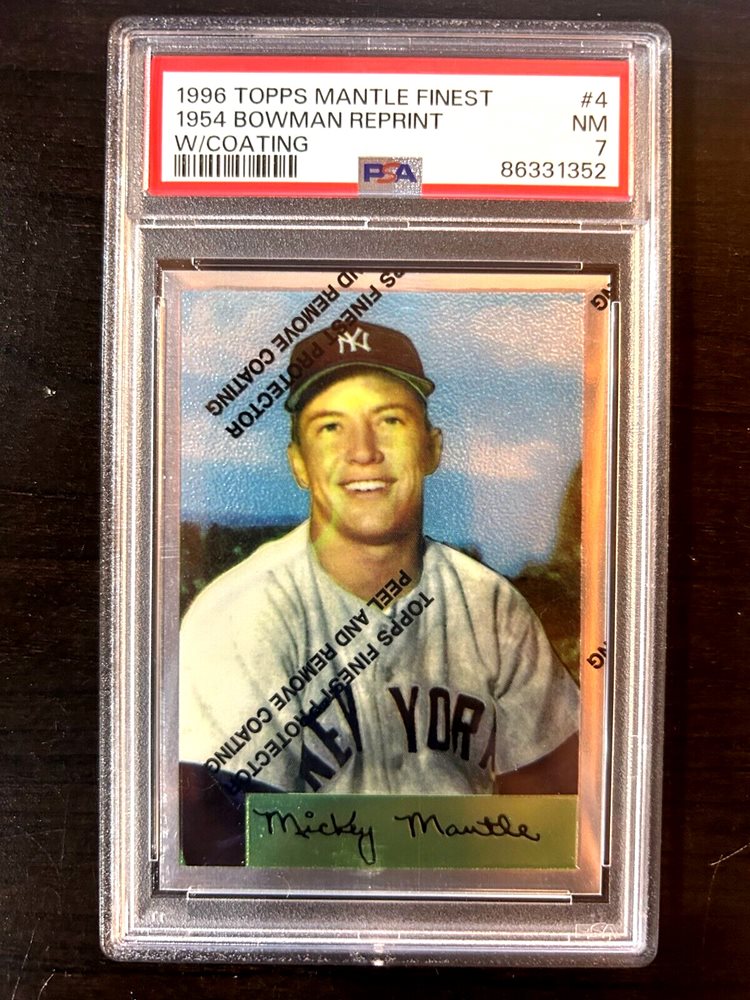 1996 TOPPS MANTLE FINEST #4
1954 BOWMAN REPRINT NM
W/COATING 7
PSA 86331352
TOPPS FINEST PROTECTOR
PEEL AND REMOVE COATING
NY
TOPPS FINEST PROTECTOR
PEEL AND REMOVE COATING
NEW YORK
Mickey Mantle